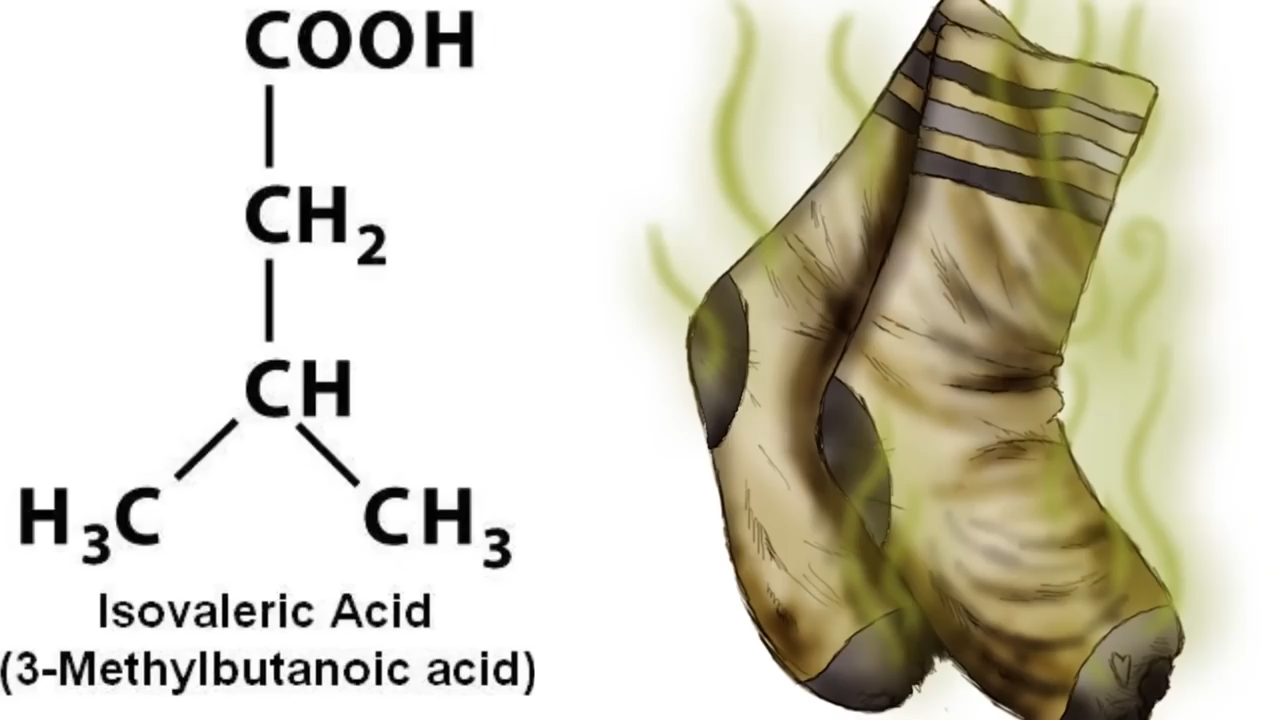 COOH
CH₂
CH
H₃C CH₃
Isovaleric Acid
(3-Methylbutanoic acid)